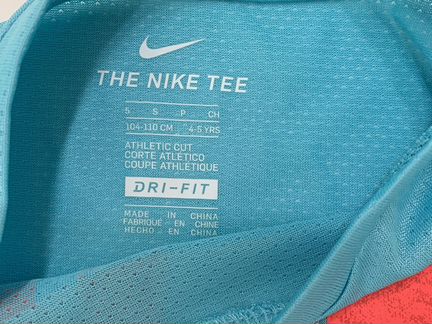 THE NIKE TEE
S S P CH
104-110 CM 4-5 YRS
ATHLETIC CUT
CORTE ATLÉTICO
COUPE ATHLÉTIQUE
DRI-FIT
MADE IN CHINA
FABRIQUÉ EN CHINE
HECHO EN CHINA